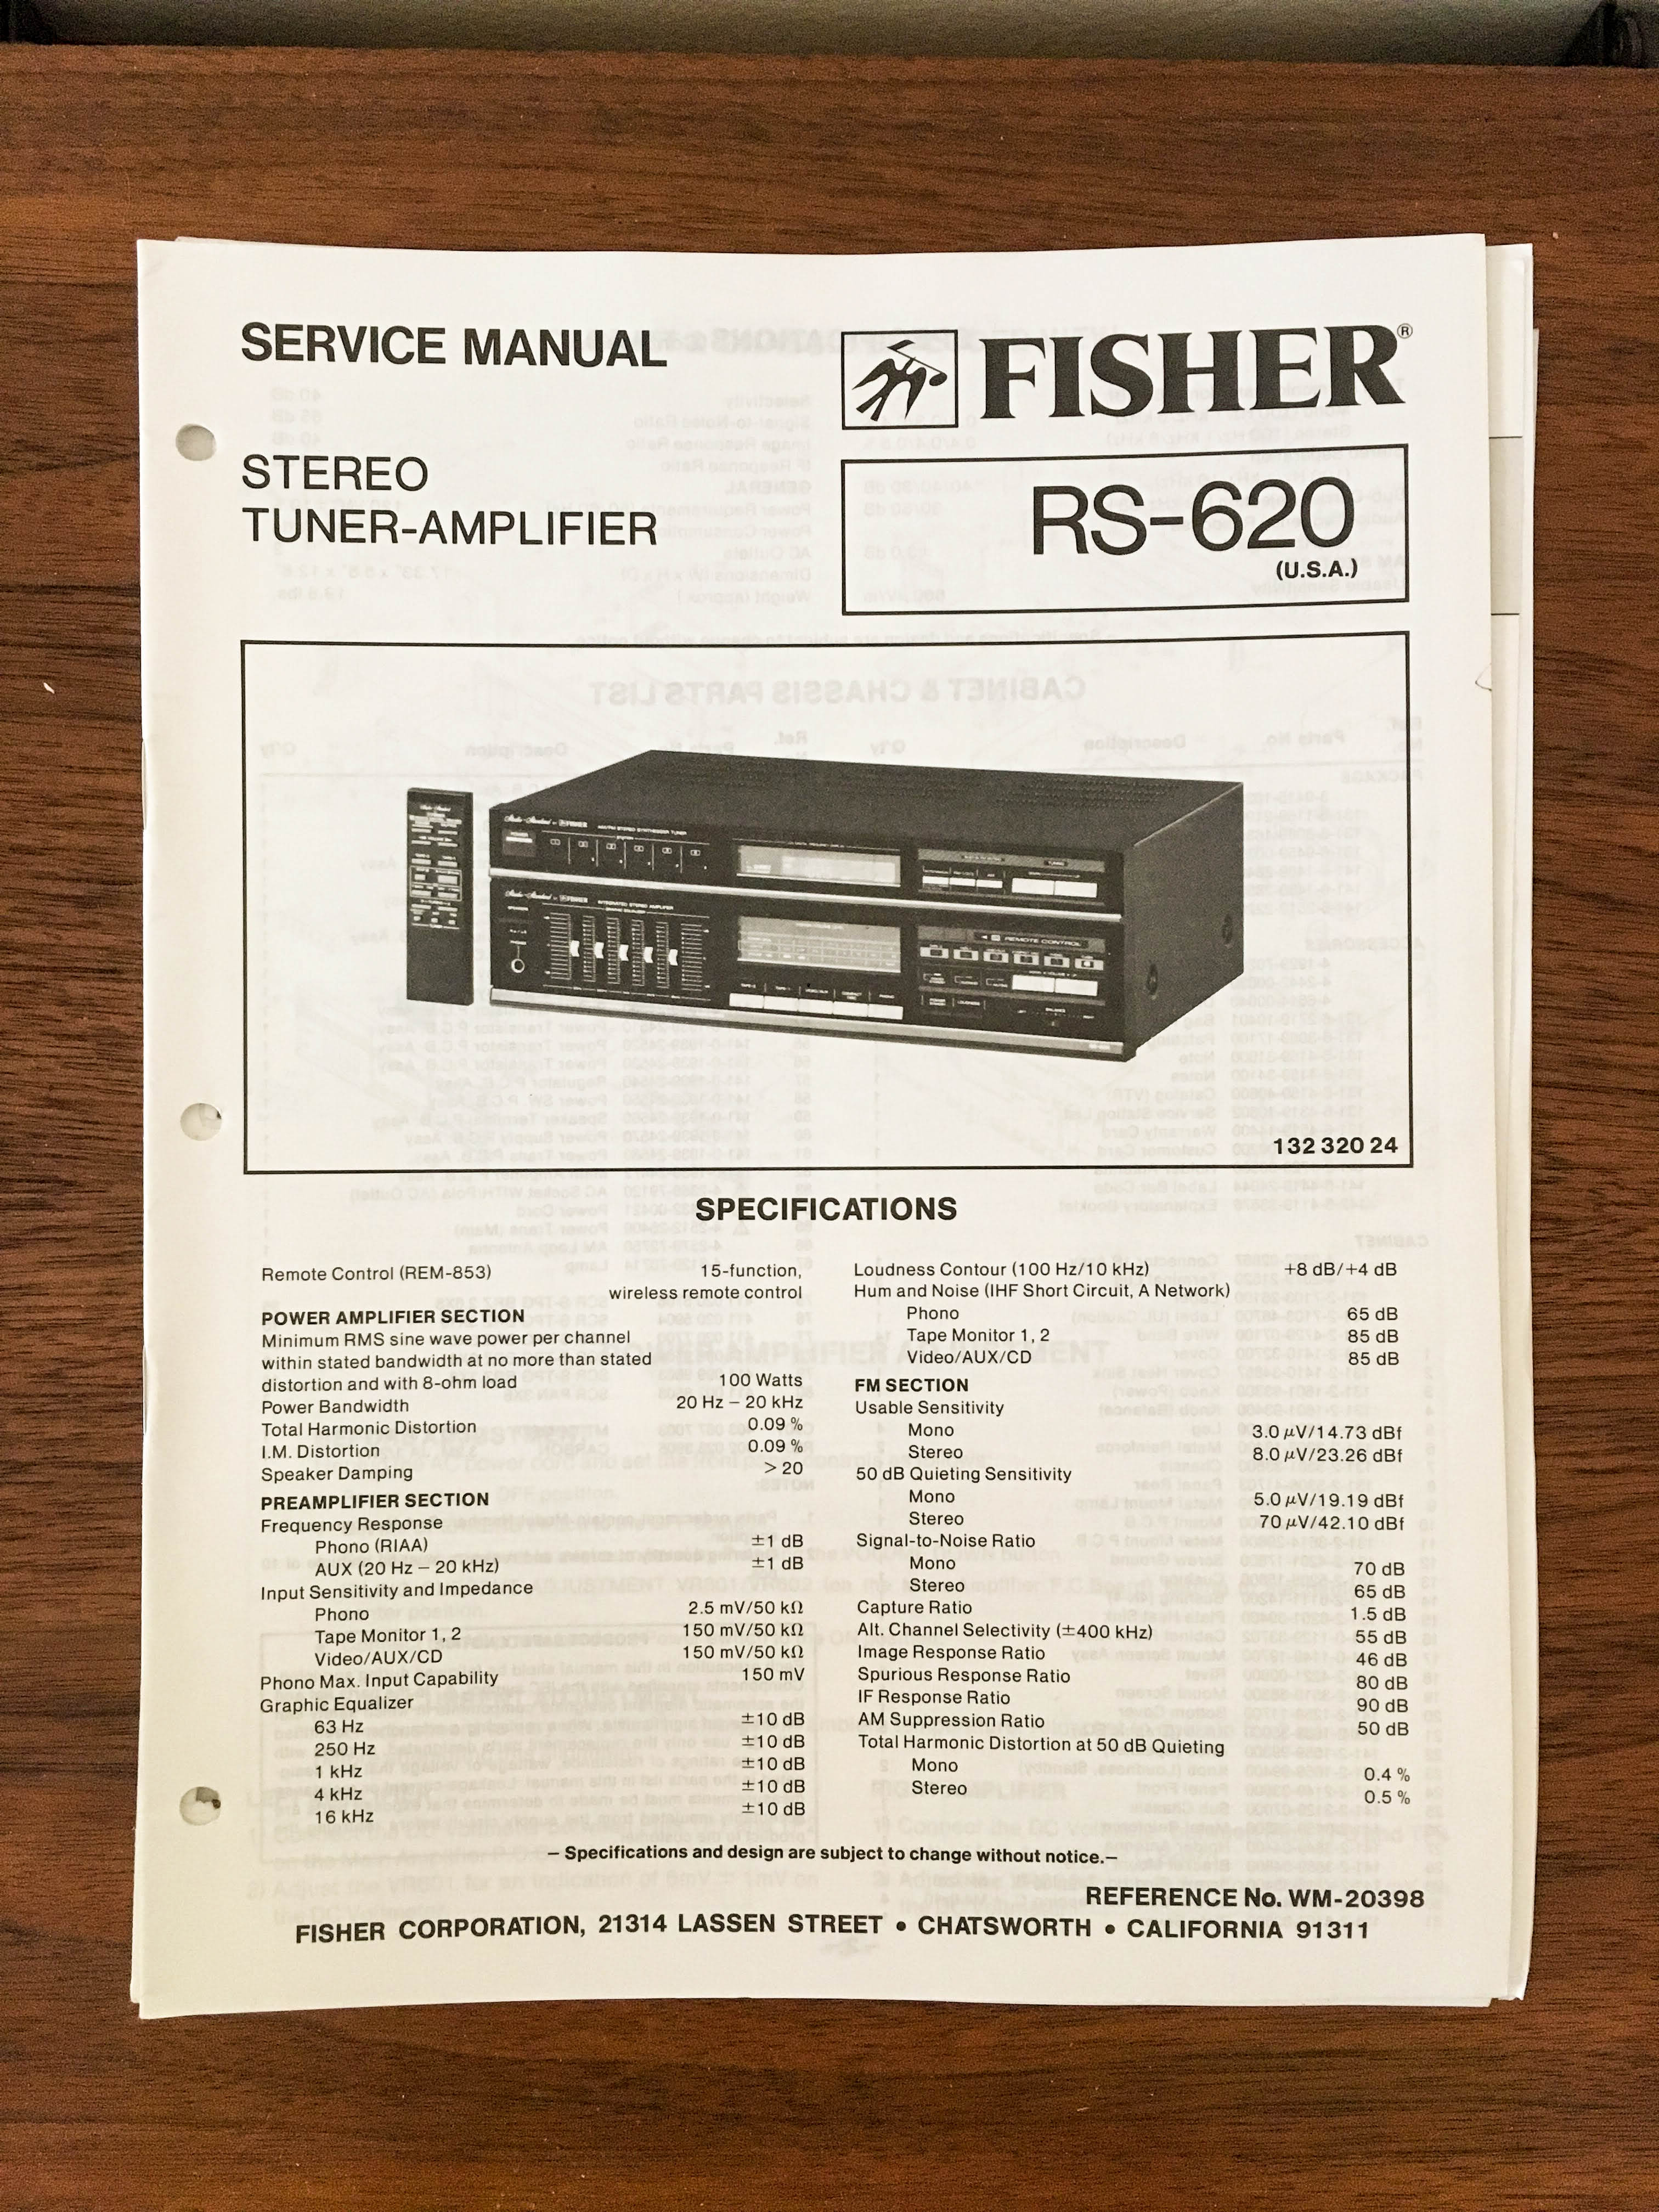 SERVICE MANUAL
FISHER®
STEREO
TUNER-AMPLIFIER
RS-620
(U.S.A.)
FISHER
AM/FM STEREO SYNTHESIZER TUNER
POWER
FISHER
INTEGRATED STEREO AMPLIFIER
REMOTE CONTROL
132 320 24
SPECIFICATIONS
Remote Control (REM-853) 15-function,
wireless remote control
POWER AMPLIFIER SECTION
Minimum RMS sine wave power per channel
within stated bandwidth at no more than stated
distortion and with 8-ohm load 100 Watts
Power Bandwidth 20 Hz – 20 kHz
Total Harmonic Distortion 0.09 %
I.M. Distortion 0.09 %
Speaker Damping > 20
PREAMPLIFIER SECTION
Frequency Response
Phono (RIAA) ±1 dB
AUX (20 Hz – 20 kHz) ±1 dB
Input Sensitivity and Impedance
Phono 2.5 mV/50 kΩ
Tape Monitor 1, 2 150 mV/50 kΩ
Video/AUX/CD 150 mV/50 kΩ
Phono Max. Input Capability 150 mV
Graphic Equalizer
63 Hz ±10 dB
250 Hz ±10 dB
1 kHz ±10 dB
4 kHz ±10 dB
16 kHz ±10 dB
Loudness Contour (100 Hz/10 kHz) +8 dB/+4 dB
Hum and Noise (IHF Short Circuit, A Network)
Phono 65 dB
Tape Monitor 1, 2 85 dB
Video/AUX/CD 85 dB
FM SECTION
Usable Sensitivity
Mono 3.0 μV/14.73 dBf
Stereo 8.0 μV/23.26 dBf
50 dB Quieting Sensitivity
Mono 5.0 μV/19.19 dBf
Stereo 70 μV/42.10 dBf
Signal-to-Noise Ratio
Mono 70 dB
Stereo 65 dB
Capture Ratio 1.5 dB
Alt. Channel Selectivity (±400 kHz) 55 dB
Image Response Ratio 46 dB
Spurious Response Ratio 80 dB
IF Response Ratio 90 dB
AM Suppression Ratio 50 dB
Total Harmonic Distortion at 50 dB Quieting
Mono 0.4 %
Stereo 0.5 %
– Specifications and design are subject to change without notice.–
REFERENCE No. WM-20398
FISHER CORPORATION, 21314 LASSEN STREET • CHATSWORTH • CALIFORNIA 91311